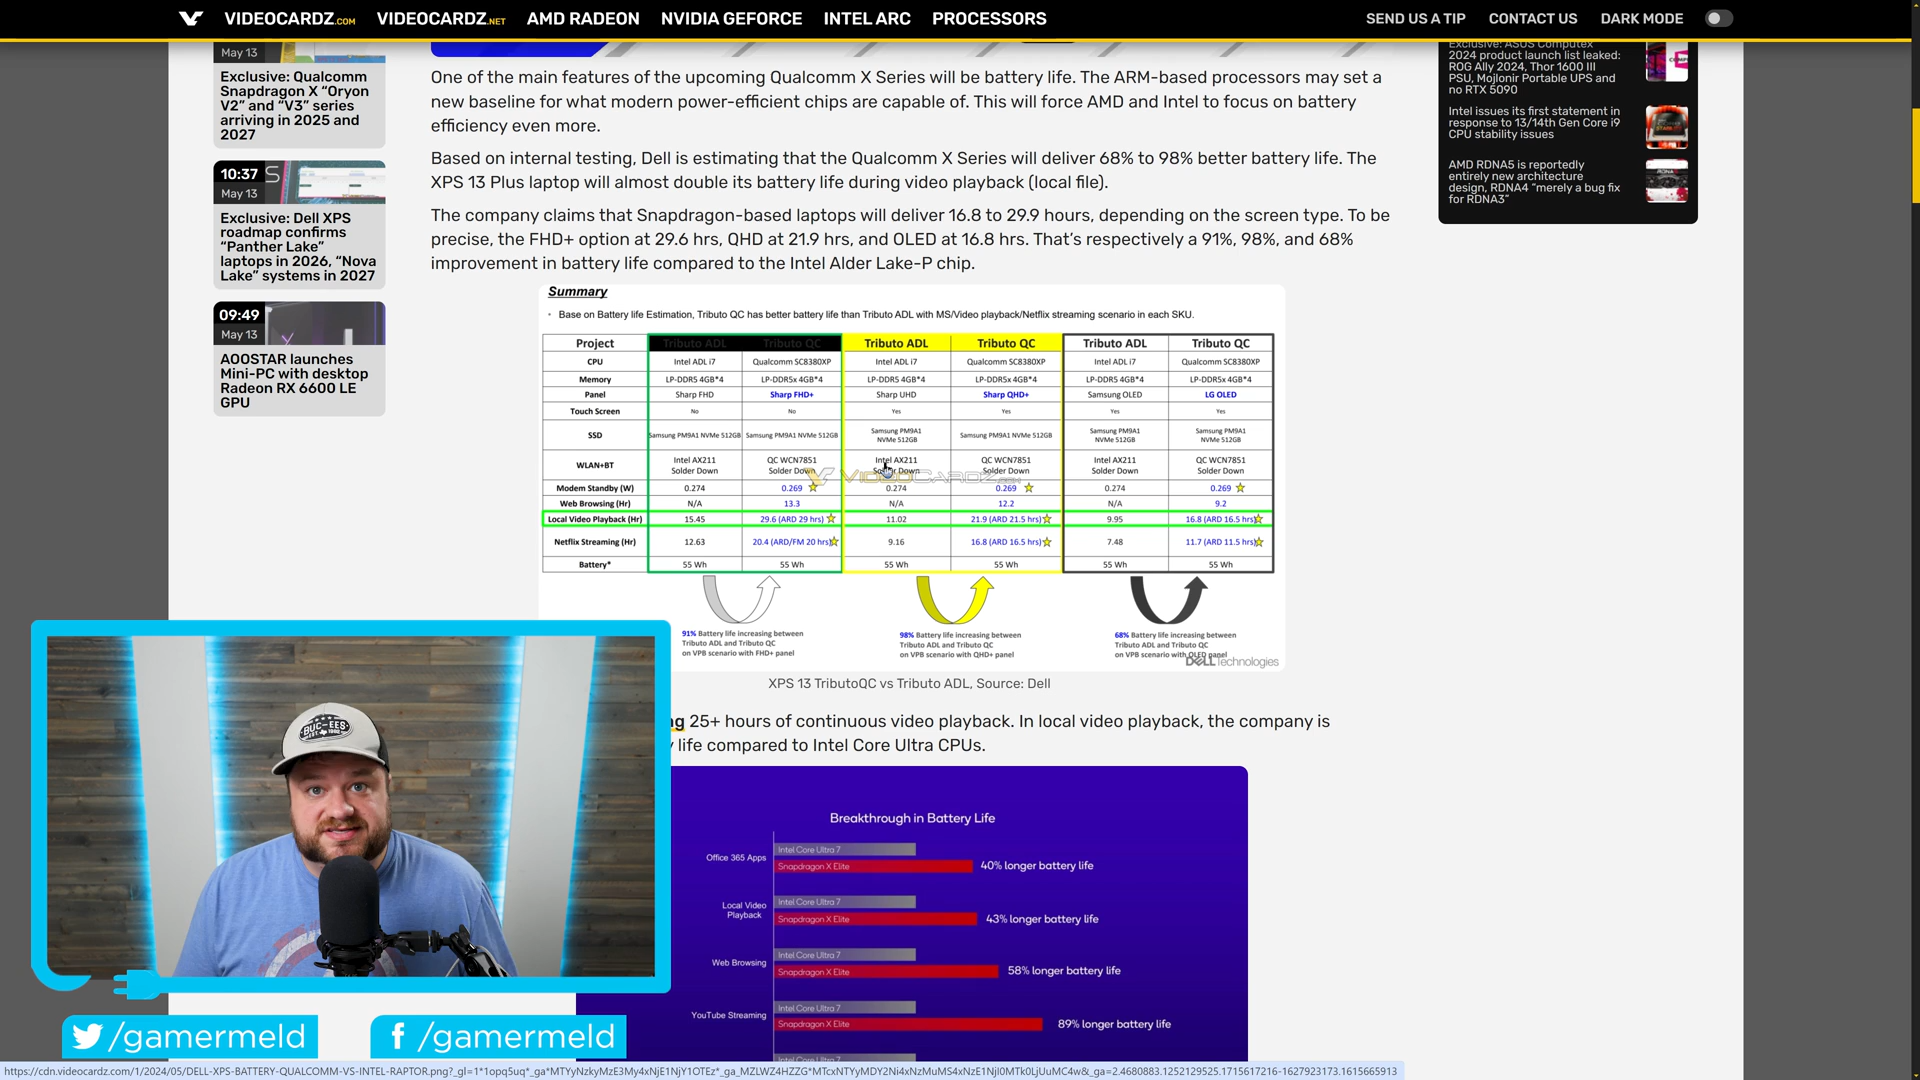 VIDEOCARDZ.COM VIDEOCARDZ.NET AMD RADEON NVIDIA GEFORCE INTEL ARC PROCESSORS SEND US A TIP CONTACT US DARK MODE
May 13
Exclusive: Qualcomm
Snapdragon X “Oryon
V2” and “V3” series
arriving in 2025 and
2027
10:37
May 13
Exclusive: Dell XPS
roadmap confirms
“Panther Lake”
laptops in 2026, “Nova
Lake” systems in 2027
09:49
May 13
AOOSTAR launches
Mini-PC with desktop
Radeon RX 6600 LE
GPU
One of the main features of the upcoming Qualcomm X Series will be battery life. The ARM-based processors may set a
new baseline for what modern power-efficient chips are capable of. This will force AMD and Intel to focus on battery
efficiency even more.
Based on internal testing, Dell is estimating that the Qualcomm X Series will deliver 68% to 98% better battery life. The
XPS 13 Plus laptop will almost double its battery life during video playback (local file).
The company claims that Snapdragon-based laptops will deliver 16.8 to 29.9 hours, depending on the screen type. To be
precise, the FHD+ option at 29.6 hrs, QHD at 21.9 hrs, and OLED at 16.8 hrs. That’s respectively a 91%, 98%, and 68%
improvement in battery life compared to the Intel Alder Lake-P chip.
Summary
• Base on Battery life Estimation, Tributo QC has better battery life than Tributo ADL with MS/Video playback/Netflix streaming scenario in each SKU.
Project Tributo ADL Tributo QC Tributo ADL Tributo QC Tributo ADL Tributo QC
CPU Intel ADL i7 Qualcomm SC8380XP Intel ADL i7 Qualcomm SC8380XP Intel ADL i7 Qualcomm SC8380XP
Memory LP-DDR5 4GB*4 LP-DDR5x 4GB*4 LP-DDR5 4GB*4 LP-DDR5x 4GB*4 LP-DDR5 4GB*4 LP-DDR5x 4GB*4
Panel Sharp FHD Sharp FHD+ Sharp UHD Sharp QHD+ Samsung OLED LG OLED
Touch Screen No No Yes Yes Yes Yes
SSD Samsung PM9A1 NVMe 512GB Samsung PM9A1 NVMe 512GB Samsung PM9A1 NVMe 512GB Samsung PM9A1 NVMe 512GB Samsung PM9A1 NVMe 512GB Samsung PM9A1 NVMe 512GB
WLAN+BT Intel AX211 Solder Down QC WCN7851 Solder Down Intel AX211 Solder Down QC WCN7851 Solder Down Intel AX211 Solder Down QC WCN7851 Solder Down
VIDEOCARDZ.COM
Modem Standby (W) 0.274 0.269 0.274 0.269 0.274 0.269
Web Browsing (Hr) N/A 13.3 N/A 12.2 N/A 9.2
Local Video Playback (Hr) 15.45 29.6 (ARD 29 hrs) 11.02 21.9 (ARD 21.5 hrs) 9.95 16.8 (ARD 16.5 hrs)
Netflix Streaming (Hr) 12.63 20.4 (ARD/FM 20 hrs) 9.16 16.8 (ARD 16.5 hrs) 7.48 11.7 (ARD 11.5 hrs)
Battery* 55 Wh 55 Wh 55 Wh 55 Wh 55 Wh 55 Wh
91% Battery life increasing between
Tributo ADL and Tributo QC
on VPB scenario with FHD+ panel
98% Battery life increasing between
Tributo ADL and Tributo QC
on VPB scenario with QHD+ panel
68% Battery life increasing between
Tributo ADL and Tributo QC
on VPB scenario with OLED panel
DELL Technologies
XPS 13 TributoQC vs Tributo ADL, Source: Dell
g 25+ hours of continuous video playback. In local video playback, the company is
life compared to Intel Core Ultra CPUs.
Breakthrough in Battery Life
Office 365 Apps Intel Core Ultra 7
Snapdragon X Elite 40% longer battery life
Local Video Playback Intel Core Ultra 7
Snapdragon X Elite 43% longer battery life
Web Browsing Intel Core Ultra 7
Snapdragon X Elite 58% longer battery life
YouTube Streaming Intel Core Ultra 7
Snapdragon X Elite 89% longer battery life
Intel Core Ultra 7
Exclusive: ASUS Computex
2024 product launch list leaked:
ROG Ally 2024, Thor 1600 III
PSU, Mojlonir Portable UPS and
no RTX 5090
Intel issues its first statement in
response to 13/14th Gen Core i9
CPU stability issues
AMD RDNA5 is reportedly
entirely new architecture
design, RDNA4 “merely a bug fix
for RDNA3”
BUC-EE'S
/gamermeld
/gamermeld